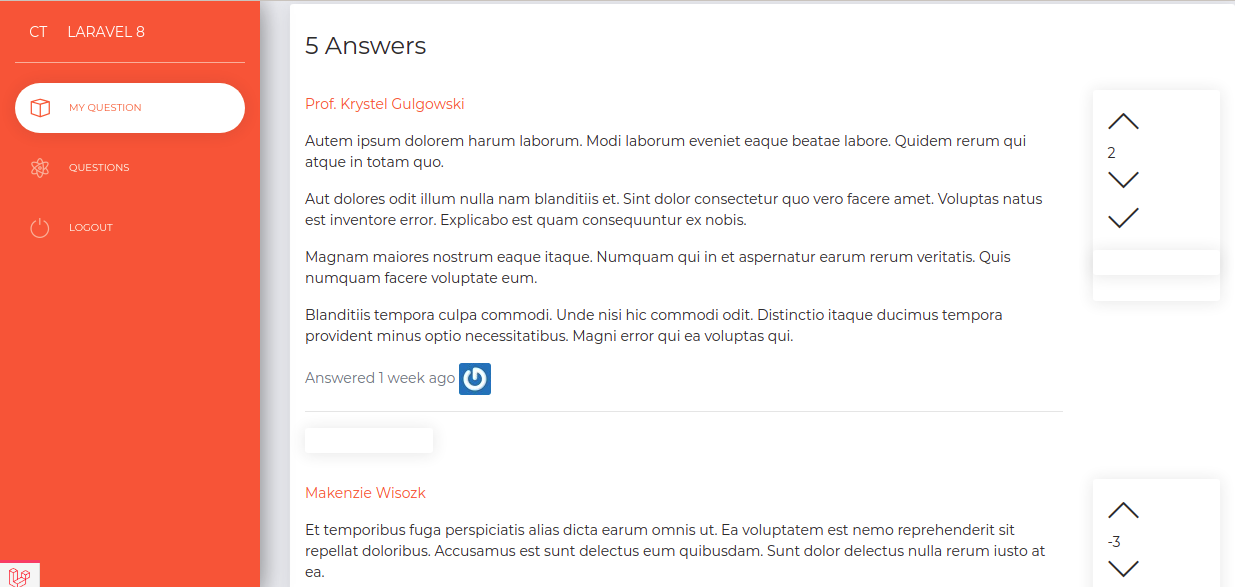 CT LARAVEL 8
MY QUESTION
QUESTIONS
LOGOUT
5 Answers
Prof. Krystel Gulgowski
Autem ipsum dolorem harum laborum. Modi laborum eveniet eaque beatae labore. Quidem rerum qui
atque in totam quo.
Aut dolores odit illum nulla nam blanditiis et. Sint dolor consectetur quo vero facere amet. Voluptas natus
est inventore error. Explicabo est quam consequuntur ex nobis.
Magnam maiores nostrum eaque itaque. Numquam qui in et aspernatur earum rerum veritatis. Quis
numquam facere voluptate eum.
Blanditiis tempora culpa commodi. Unde nisi hic commodi odit. Distinctio itaque ducimus tempora
provident minus optio necessitatibus. Magni error qui ea voluptas qui.
Answered 1 week ago
2
Makenzie Wisozk
Et temporibus fuga perspiciatis alias dicta earum omnis ut. Ea voluptatem est nemo reprehenderit sit
repellat doloribus. Accusamus est sunt delectus eum quibusdam. Sunt dolor delectus nulla rerum iusto at
ea.
-3